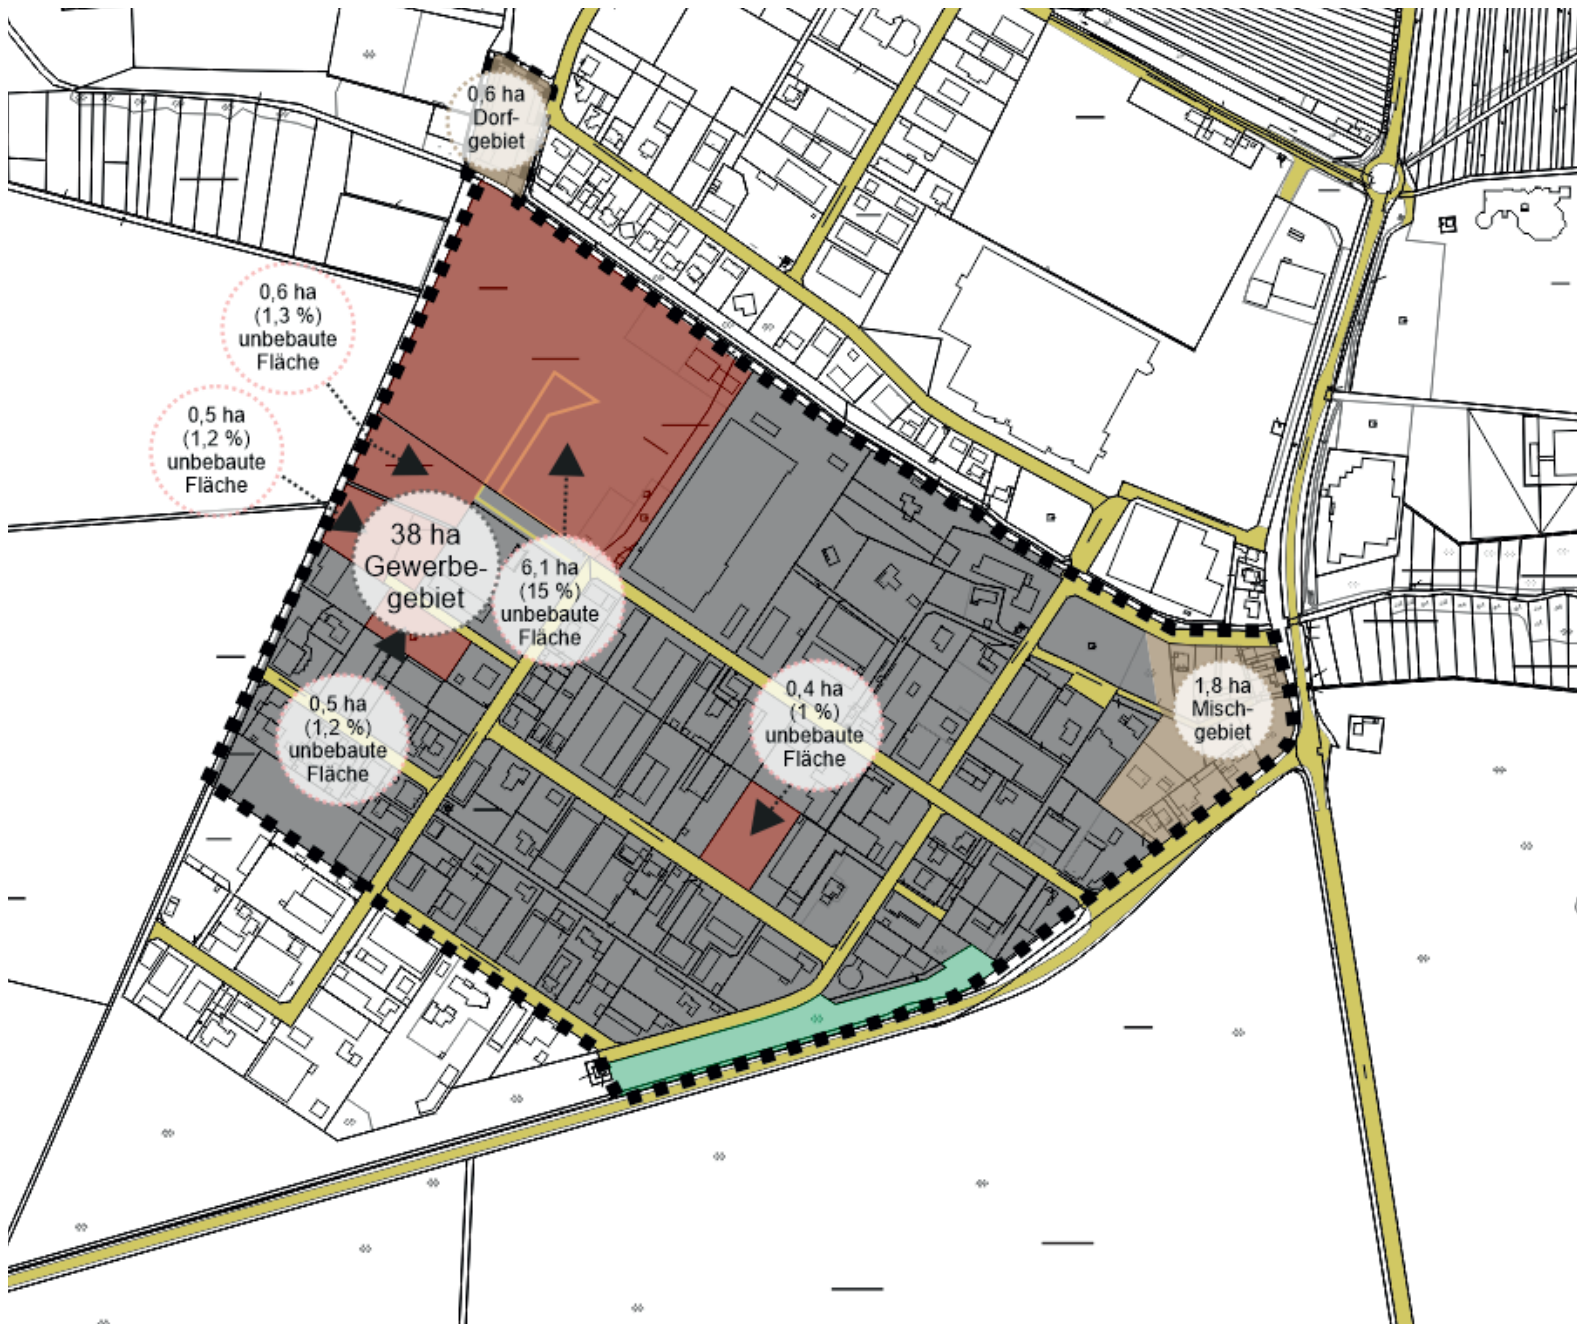 0,6 ha
Dorf-
gebiet
0,6 ha
(1,3 %)
unbebaute
Fläche
0,5 ha
(1,2 %)
unbebaute
Fläche
38 ha
Gewerbe-
gebiet
6,1 ha
(15 %)
unbebaute
Fläche
0,5 ha
(1,2 %)
unbebaute
Fläche
0,4 ha
(1 %)
unbebaute
Fläche
1,8 ha
Misch-
gebiet